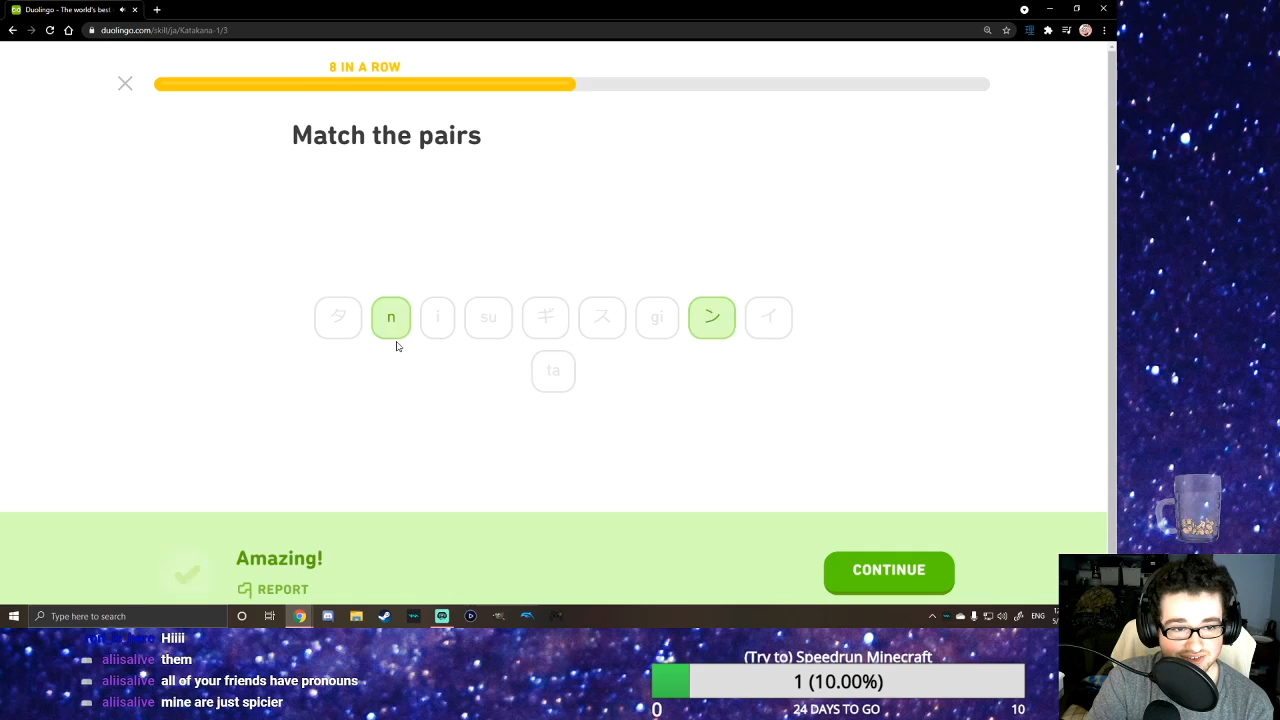 Duolingo - The world's best
duolingo.com/skill/ja/Katakana-1/3
8 IN A ROW
Match the pairs
タ n i su ギ ス gi ン イ
ta
Amazing!
REPORT
CONTINUE
Type here to search
ENG
Hiiii
aliisalive them
aliisalive all of your friends have pronouns
aliisalive mine are just spicier
(Try to) Speedrun Minecraft
1 (10.00%)
0 24 DAYS TO GO 10